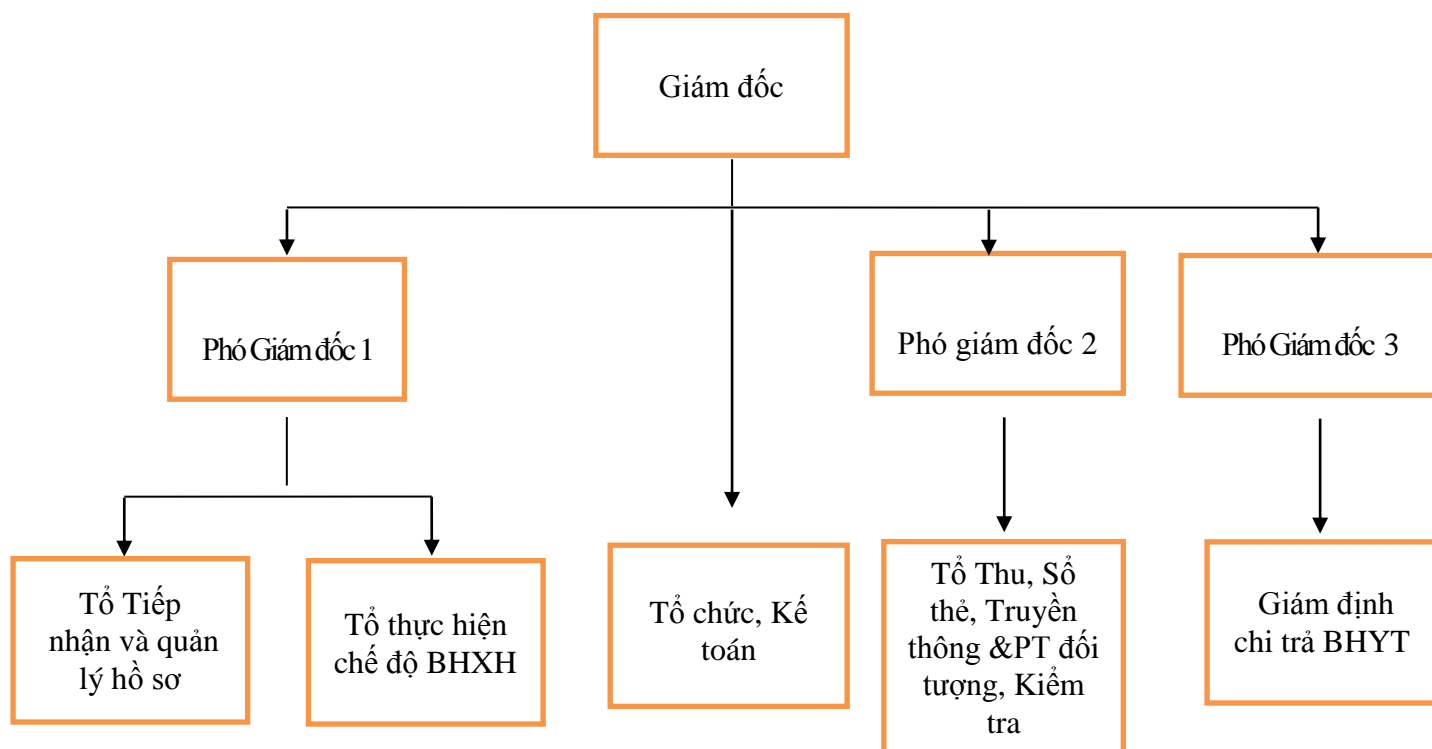 Giám đốc
Phó Giám đốc 1
Phó giám đốc 2
Phó Giám đốc 3
Tổ Tiếp
nhận và quản
lý hồ sơ
Tổ thực hiện
chế độ BHXH
Tổ chức, Kế
toán
Tổ Thu, Sổ
thẻ, Truyền
thông &PT đối
tượng, Kiểm
tra
Giám định
chi trả BHYT